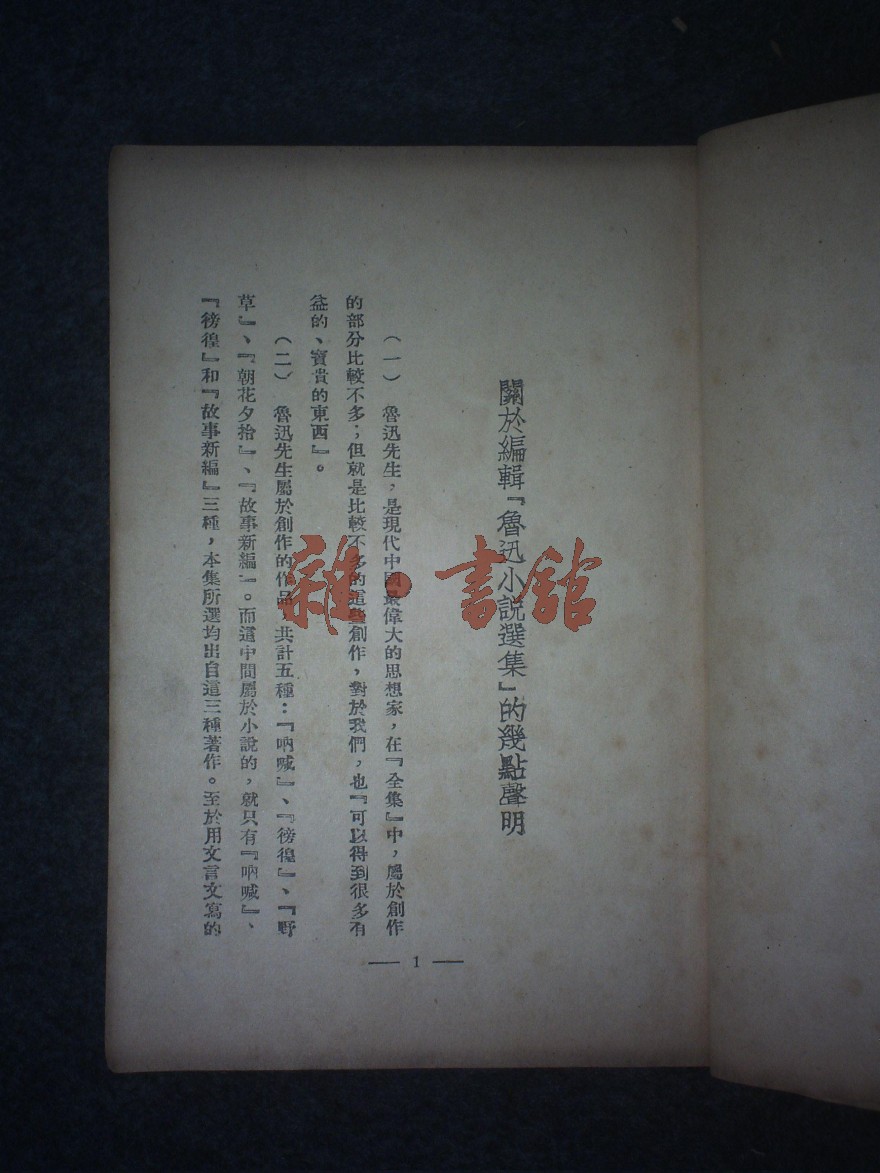 關於編輯『魯迅小說選集』的幾點聲明
（一）　魯迅先生，是現代中國最偉大的思想家，在『全集』中，屬於創作
的部分比較不多；但就是比較不多的這些創作，對於我們，也『可以得到很多有
益的、寶貴的東西』。
（二）　魯迅先生屬於創作的作品，共計五種：『吶喊』、『徬徨』、『野
草』、『朝花夕拾』、『故事新編』。而這中間屬於小說的，就只有『吶喊』、
『徬徨』和『故事新編』三種，本集所選均出自這三種著作。至於用文言文寫的
— 1 —
雜·書館